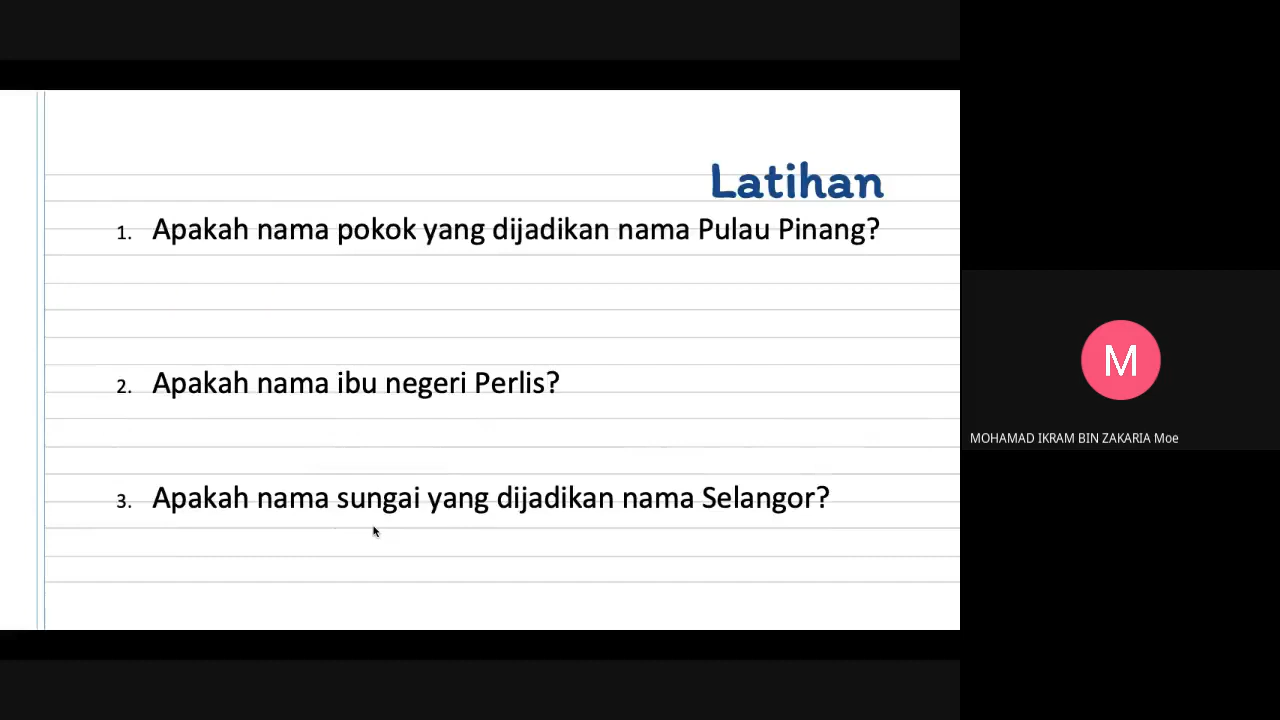 Latihan
1. Apakah nama pokok yang dijadikan nama Pulau Pinang?
2. Apakah nama ibu negeri Perlis?
3. Apakah nama sungai yang dijadikan nama Selangor?
M
MOHAMAD IKRAM BIN ZAKARIA Moe